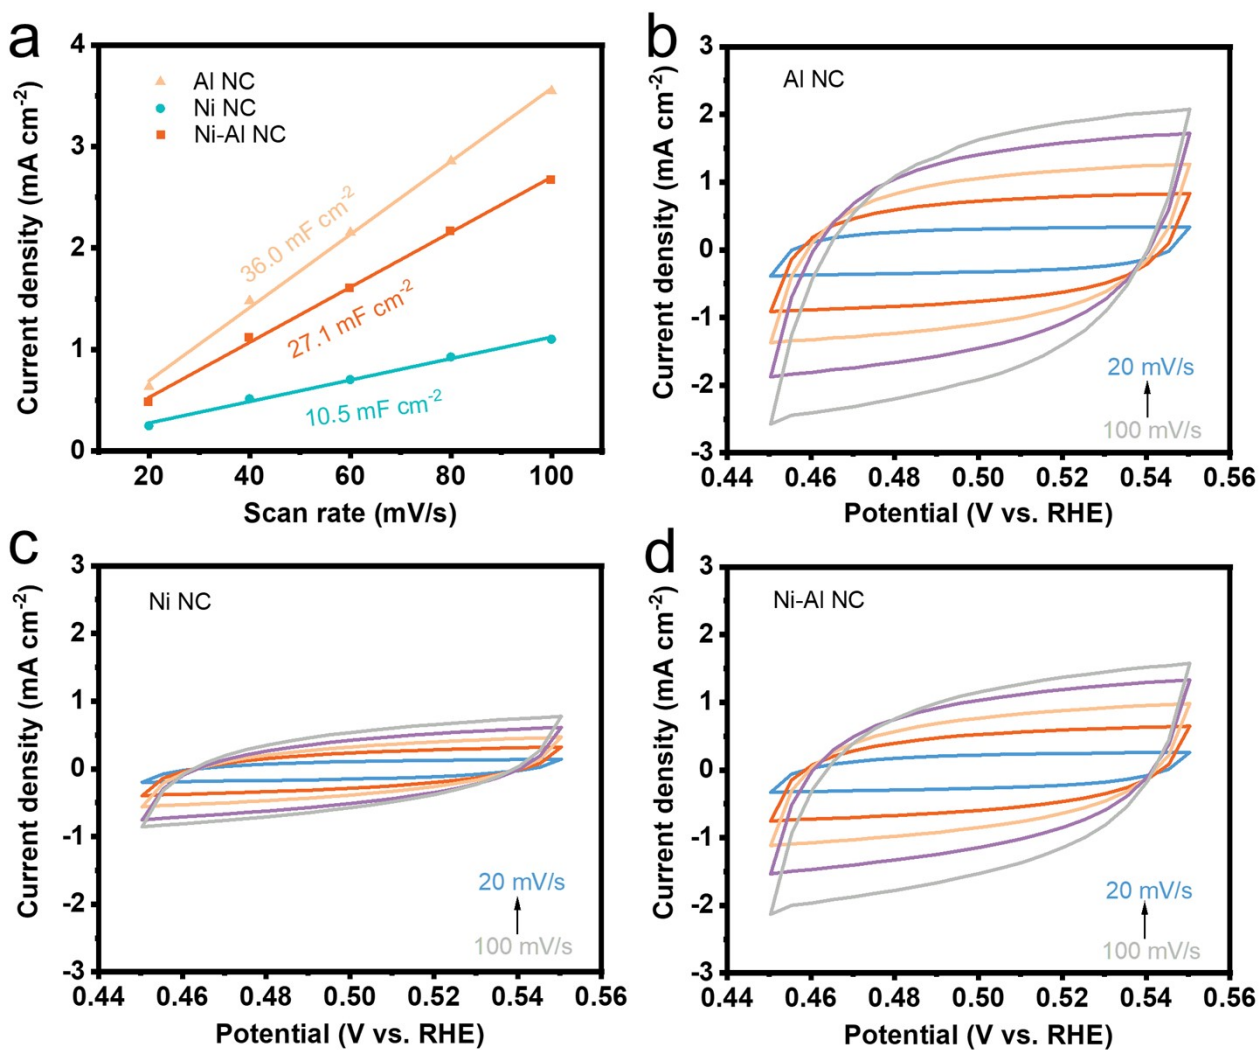 a
4
3
2
1
0
Current density (mA cm⁻²)
Al NC
Ni NC
Ni-Al NC
36.0 mF cm⁻²
27.1 mF cm⁻²
10.5 mF cm⁻²
20 40 60 80 100
Scan rate (mV/s)
b
3
2
1
0
-1
-2
-3
Current density (mA cm⁻²)
Al NC
20 mV/s
100 mV/s
0.44 0.46 0.48 0.50 0.52 0.54 0.56
Potential (V vs. RHE)
c
3
2
1
0
-1
-2
-3
Current density (mA cm⁻²)
Ni NC
20 mV/s
100 mV/s
0.44 0.46 0.48 0.50 0.52 0.54 0.56
Potential (V vs. RHE)
d
3
2
1
0
-1
-2
-3
Current density (mA cm⁻²)
Ni-Al NC
20 mV/s
100 mV/s
0.44 0.46 0.48 0.50 0.52 0.54 0.56
Potential (V vs. RHE)